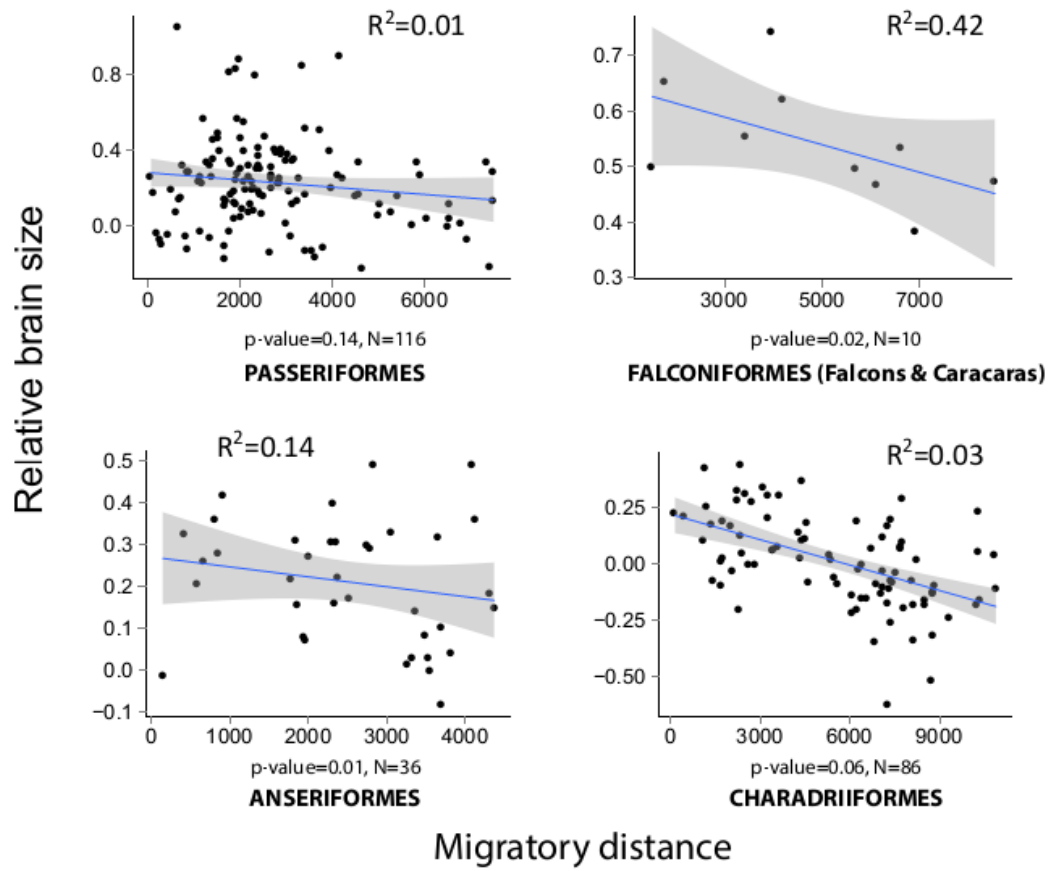 Relative brain size
R²=0.01
0.8
0.4
0.0
0 2000 4000 6000
p-value=0.14, N=116
PASSERIFORMES
R²=0.42
0.7
0.6
0.5
0.4
0.3
3000 5000 7000
p-value=0.02, N=10
FALCONIFORMES (Falcons & Caracaras)
R²=0.14
0.5
0.4
0.3
0.2
0.1
0.0
−0.1
0 1000 2000 3000 4000
p-value=0.01, N=36
ANSERIFORMES
R²=0.03
0.25
0.00
−0.25
−0.50
0 3000 6000 9000
p-value=0.06, N=86
CHARADRIIFORMES
Migratory distance